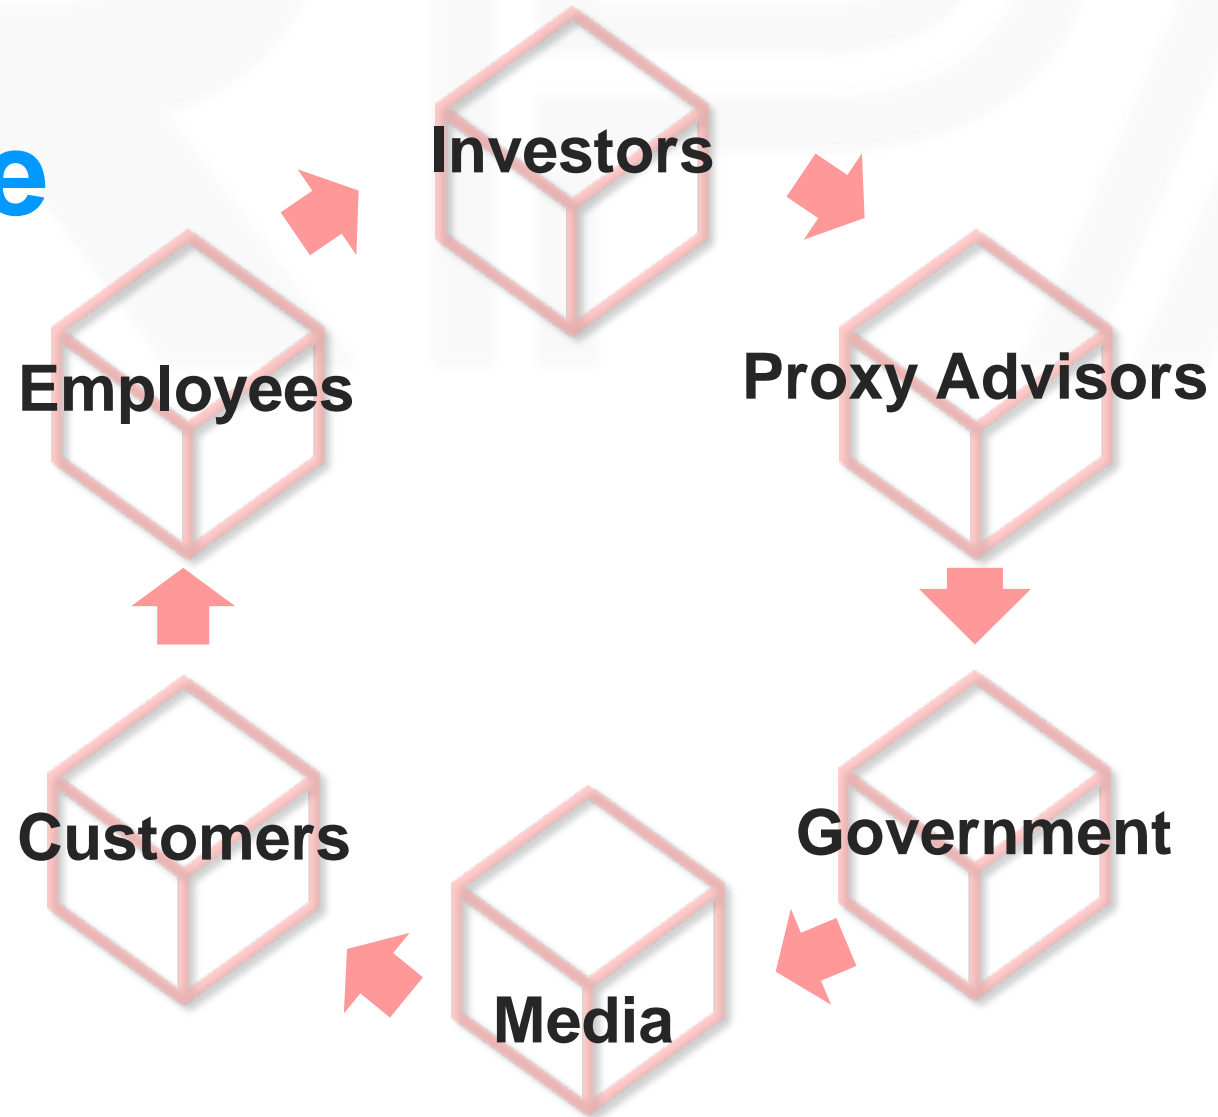 e
Investors
Employees
Proxy Advisors
Customers
Government
Media